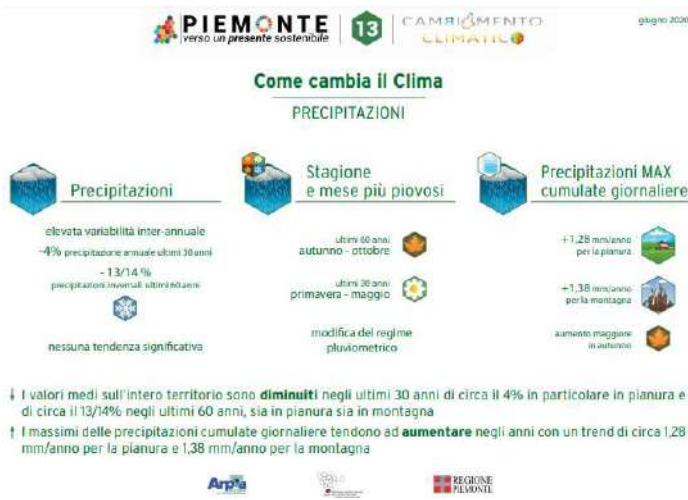 PIEMONTE
verso un presente sostenibile
13
CAMBIAMENTO
CLIMATICO
giugno 2020
Come cambia il Clima
PRECIPITAZIONI
Precipitazioni
elevata variabilità inter-annuale
-4% precipitazione annuale ultimi 30 anni
- 13/14 %
precipitazioni invernali ultimi 60 anni
nessuna tendenza significativa
Stagione
e mese più piovosi
ultimi 60 anni
autunno - ottobre
ultimi 30 anni
primavera - maggio
modifica del regime
pluviometrico
Precipitazioni MAX
cumulate giornaliere
+1,28 mm/anno
per la pianura
+1,38 mm/anno
per la montagna
aumento maggiore
in autunno
↓ I valori medi sull'intero territorio sono diminuiti negli ultimi 30 anni di circa il 4% in particolare in pianura e
di circa il 13/14% negli ultimi 60 anni, sia in pianura sia in montagna
↑ I massimi delle precipitazioni cumulate giornaliere tendono ad aumentare negli anni con un trend di circa 1,28
mm/anno per la pianura e 1,38 mm/anno per la montagna
Arpa
REGIONE
PIEMONTE